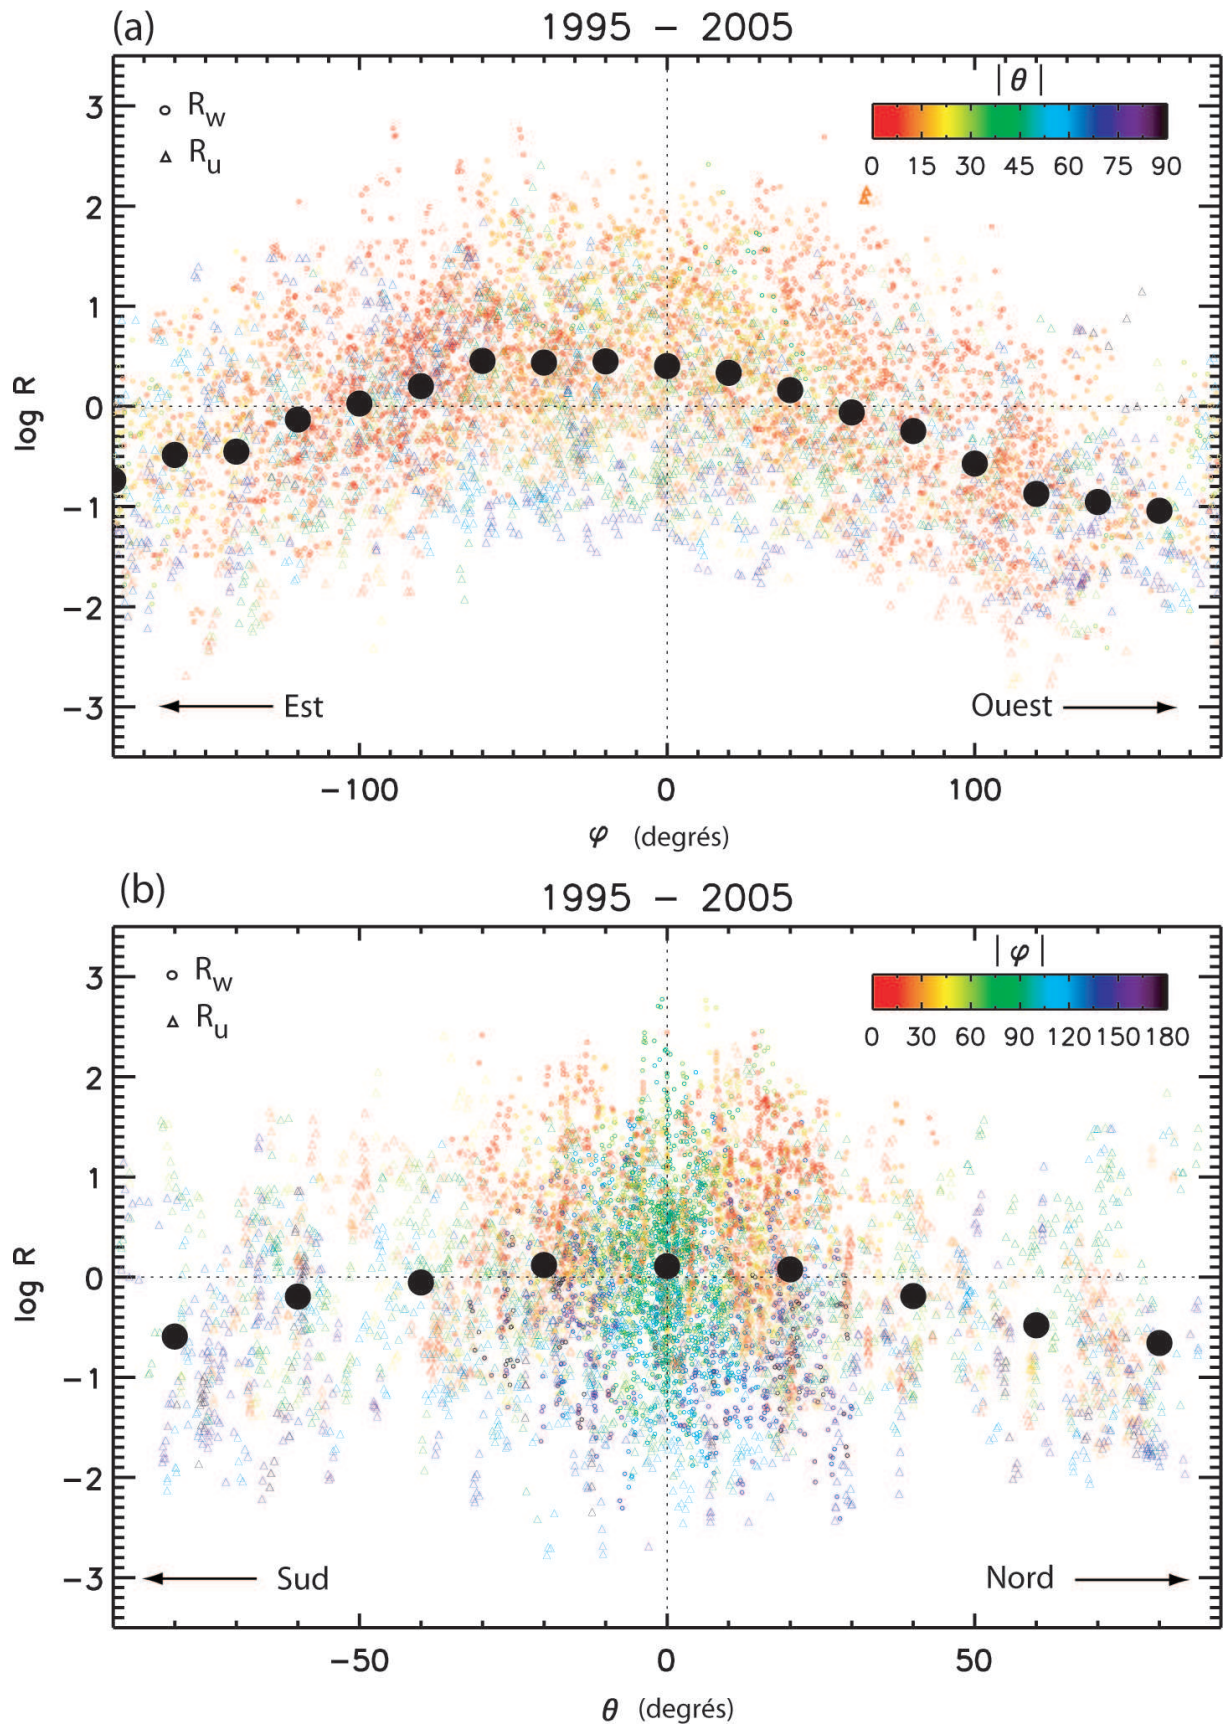 (a)
1995 – 2005
R_w
R_u
|θ|
0 15 30 45 60 75 90
3
2
1
0
−1
−2
−3
log R
Est
Ouest
−100 0 100
φ (degrés)
(b)
1995 – 2005
R_w
R_u
|φ|
0 30 60 90 120 150 180
3
2
1
0
−1
−2
−3
log R
Sud
Nord
−50 0 50
θ (degrés)